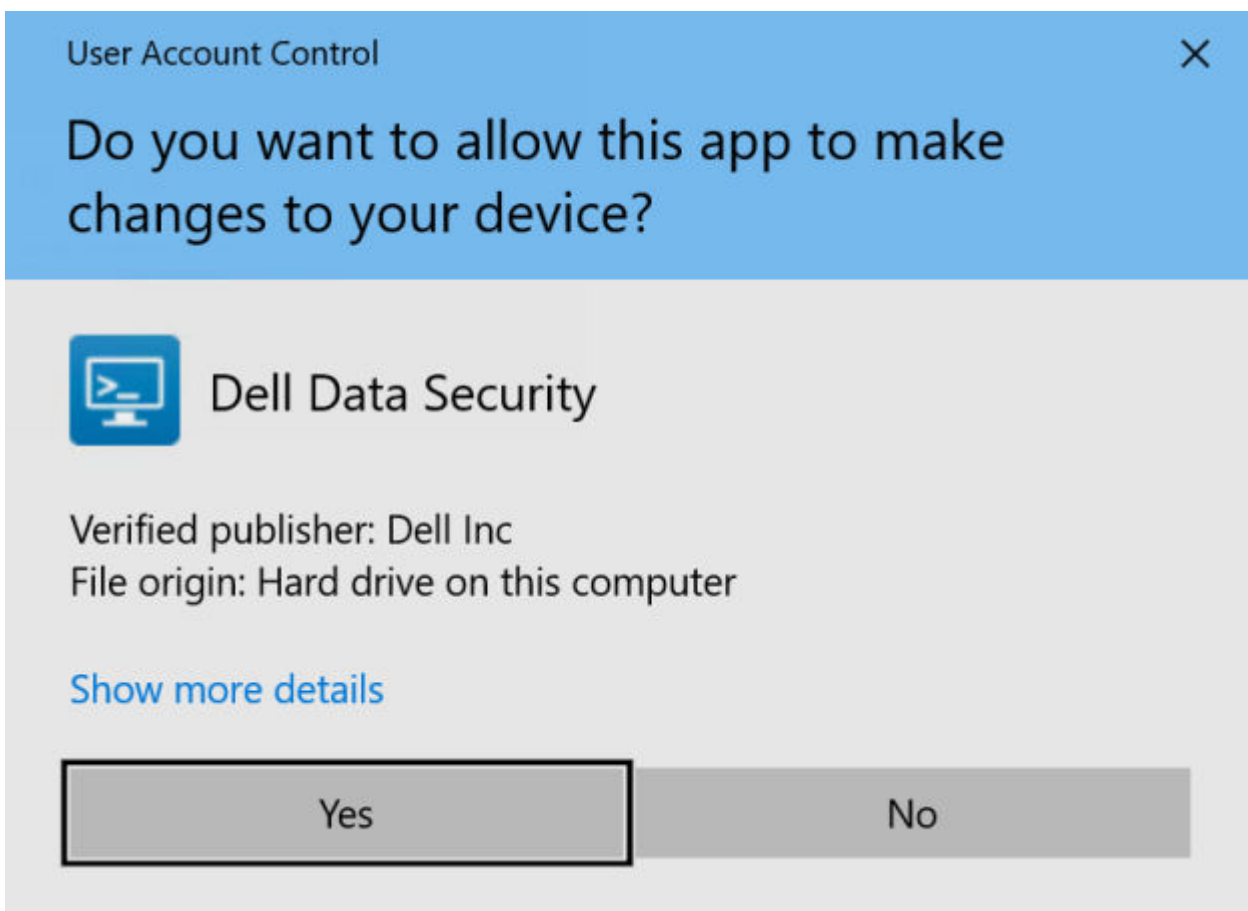 User Account Control
Do you want to allow this app to make
changes to your device?
>_
Dell Data Security
Verified publisher: Dell Inc
File origin: Hard drive on this computer
Show more details
Yes
No